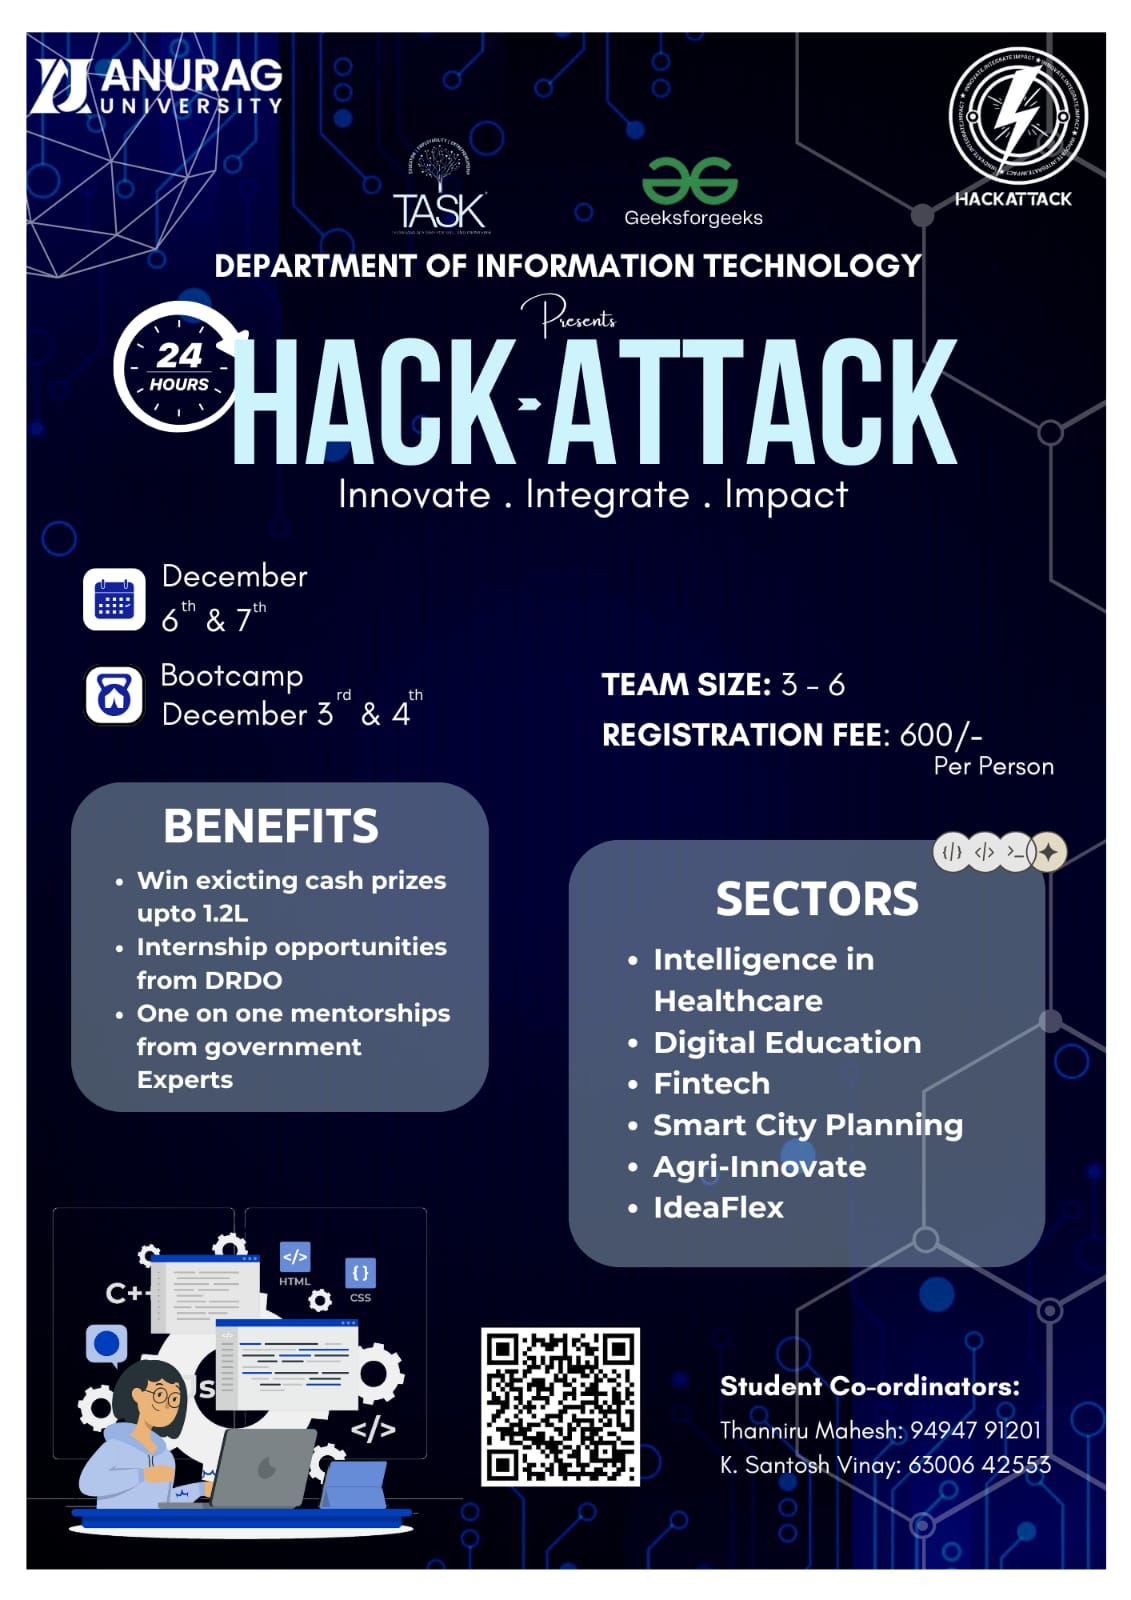 ANURAG
UNIVERSITY
HACKATTACK
TASK
Geeksforgeeks
DEPARTMENT OF INFORMATION TECHNOLOGY
Presents
24
HOURS
HACK-ATTACK
Innovate . Integrate . Impact
December
6th & 7th
Bootcamp
December 3rd & 4th
TEAM SIZE: 3 - 6
REGISTRATION FEE: 600/-
Per Person
BENEFITS
• Win exicting cash prizes
upto 1.2L
• Internship opportunities
from DRDO
• One on one mentorships
from government
Experts
SECTORS
• Intelligence in
Healthcare
• Digital Education
• Fintech
• Smart City Planning
• Agri-Innovate
• IdeaFlex
C++
</>
HTML
{}
CSS
</>
Student Co-ordinators:
Thanniru Mahesh: 94947 91201
K. Santosh Vinay: 63006 42553